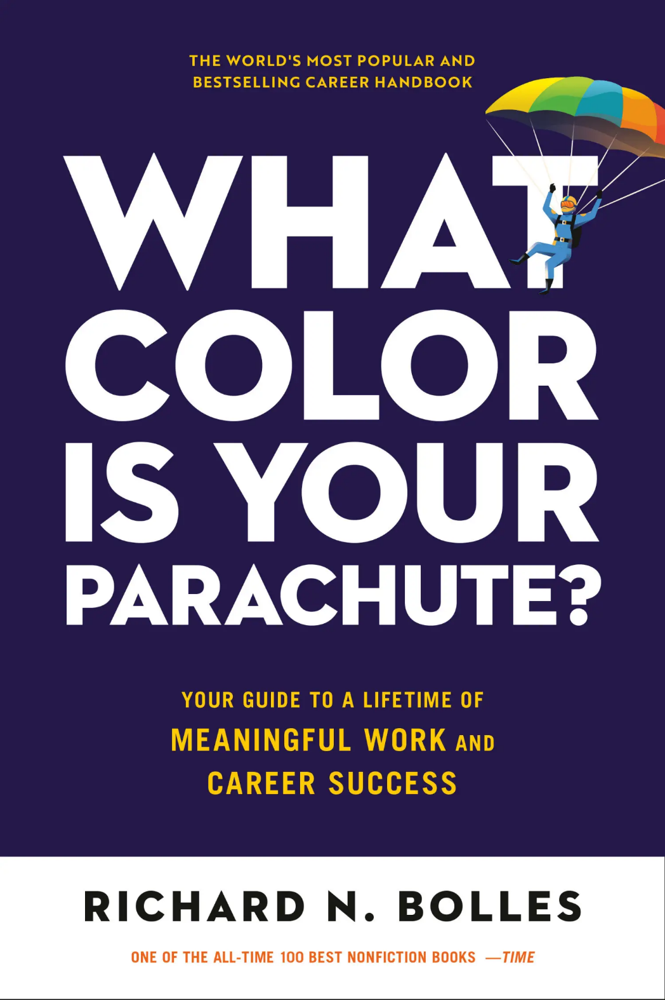 THE WORLD'S MOST POPULAR AND
BESTSELLING CAREER HANDBOOK
WHAT
COLOR
IS YOUR
PARACHUTE?
YOUR GUIDE TO A LIFETIME OF
MEANINGFUL WORK AND
CAREER SUCCESS
RICHARD N. BOLLES
ONE OF THE ALL-TIME 100 BEST NONFICTION BOOKS —TIME